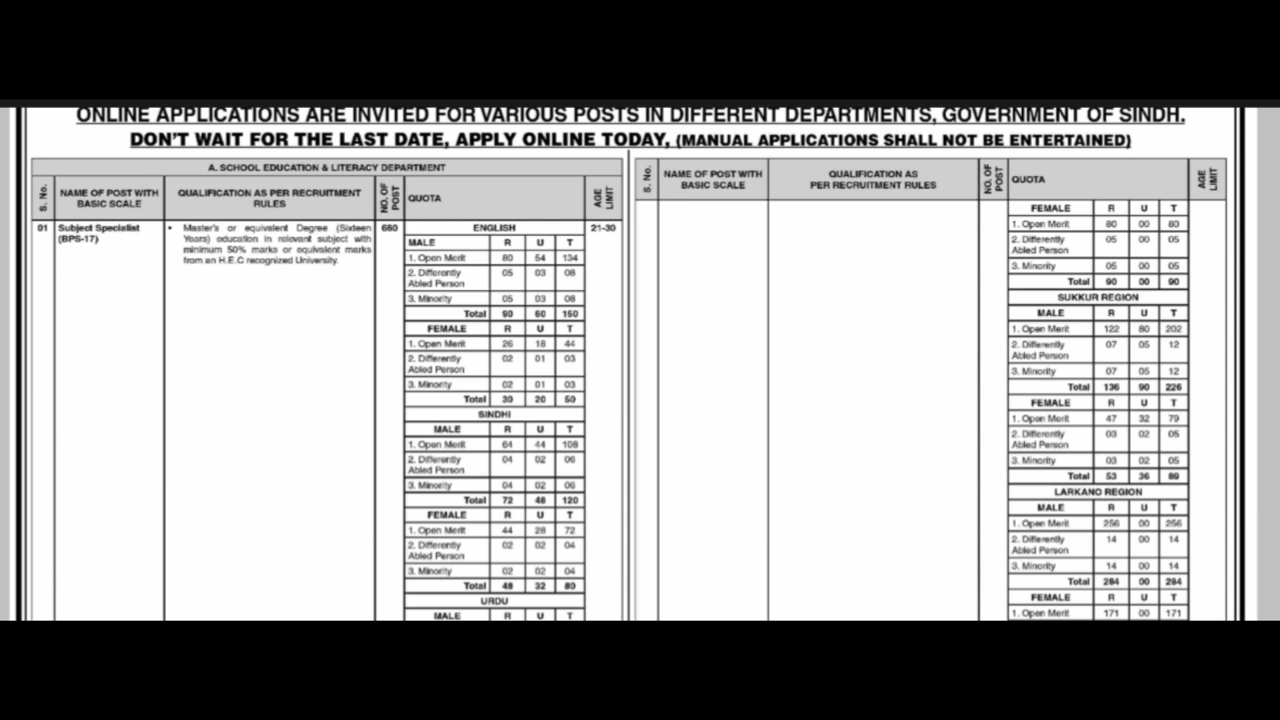 ONLINE APPLICATIONS ARE INVITED FOR VARIOUS POSTS IN DIFFERENT DEPARTMENTS, GOVERNMENT OF SINDH.
DON'T WAIT FOR THE LAST DATE, APPLY ONLINE TODAY, (MANUAL APPLICATIONS SHALL NOT BE ENTERTAINED)
A. SCHOOL EDUCATION & LITERACY DEPARTMENT
S. No.
NAME OF POST WITH
BASIC SCALE
QUALIFICATION AS PER RECRUITMENT
RULES
NO. OF
POST
QUOTA
AGE
LIMIT
01
Subject Specialist
(BPS-17)
• Master's or equivalent Degree (Sixteen
Years) education in relevant subject with
minimum 50% marks or equivalent marks
from an H.E.C recognized University.
680
21-30
ENGLISH
MALE R U T
1. Open Merit 80 54 134
2. Differently 05 03 08
Abled Person
3. Minority 05 03 08
Total 90 60 150
FEMALE R U T
1. Open Merit 26 18 44
2. Differently 02 01 03
Abled Person
3. Minority 02 01 03
Total 30 20 50
SINDHI
MALE R U T
1. Open Merit 64 44 108
2. Differently 04 02 06
Abled Person
3. Minority 04 02 06
Total 72 48 120
FEMALE R U T
1. Open Merit 44 28 72
2. Differently 02 02 04
Abled Person
3. Minority 02 02 04
Total 48 32 80
URDU
MALE R U T
S. No.
NAME OF POST WITH
BASIC SCALE
QUALIFICATION AS
PER RECRUITMENT RULES
NO. OF
POST
QUOTA
AGE
LIMIT
FEMALE R U T
1. Open Merit 80 00 80
2. Differently 05 00 05
Abled Person
3. Minority 05 00 05
Total 90 00 90
SUKKUR REGION
MALE R U T
1. Open Merit 122 80 202
2. Differently 07 05 12
Abled Person
3. Minority 07 05 12
Total 136 90 226
FEMALE R U T
1. Open Merit 47 32 79
2. Differently 03 02 05
Abled Person
3. Minority 03 02 05
Total 53 36 89
LARKANO REGION
MALE R U T
1. Open Merit 256 00 256
2. Differently 14 00 14
Abled Person
3. Minority 14 00 14
Total 284 00 284
FEMALE R U T
1. Open Merit 171 00 171